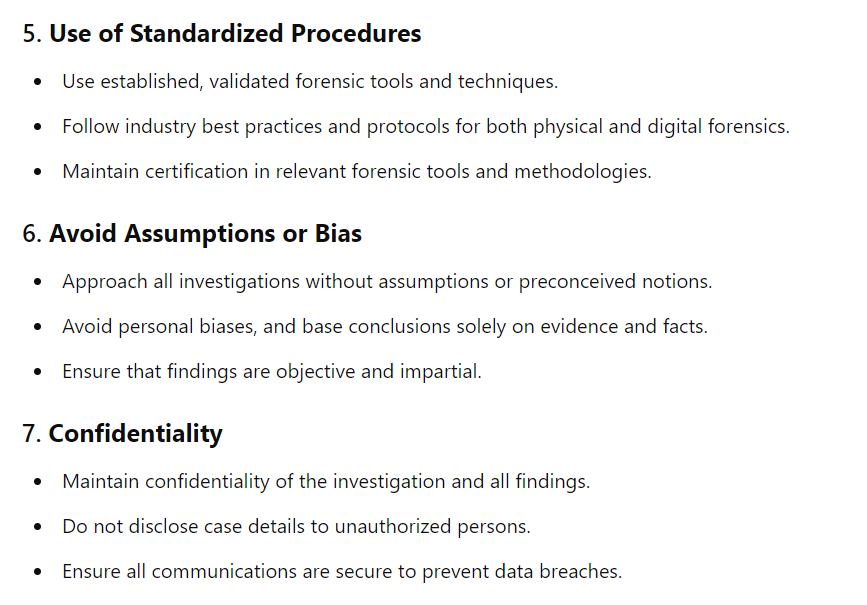 5. Use of Standardized Procedures
• Use established, validated forensic tools and techniques.
• Follow industry best practices and protocols for both physical and digital forensics.
• Maintain certification in relevant forensic tools and methodologies.
6. Avoid Assumptions or Bias
• Approach all investigations without assumptions or preconceived notions.
• Avoid personal biases, and base conclusions solely on evidence and facts.
• Ensure that findings are objective and impartial.
7. Confidentiality
• Maintain confidentiality of the investigation and all findings.
• Do not disclose case details to unauthorized persons.
• Ensure all communications are secure to prevent data breaches.